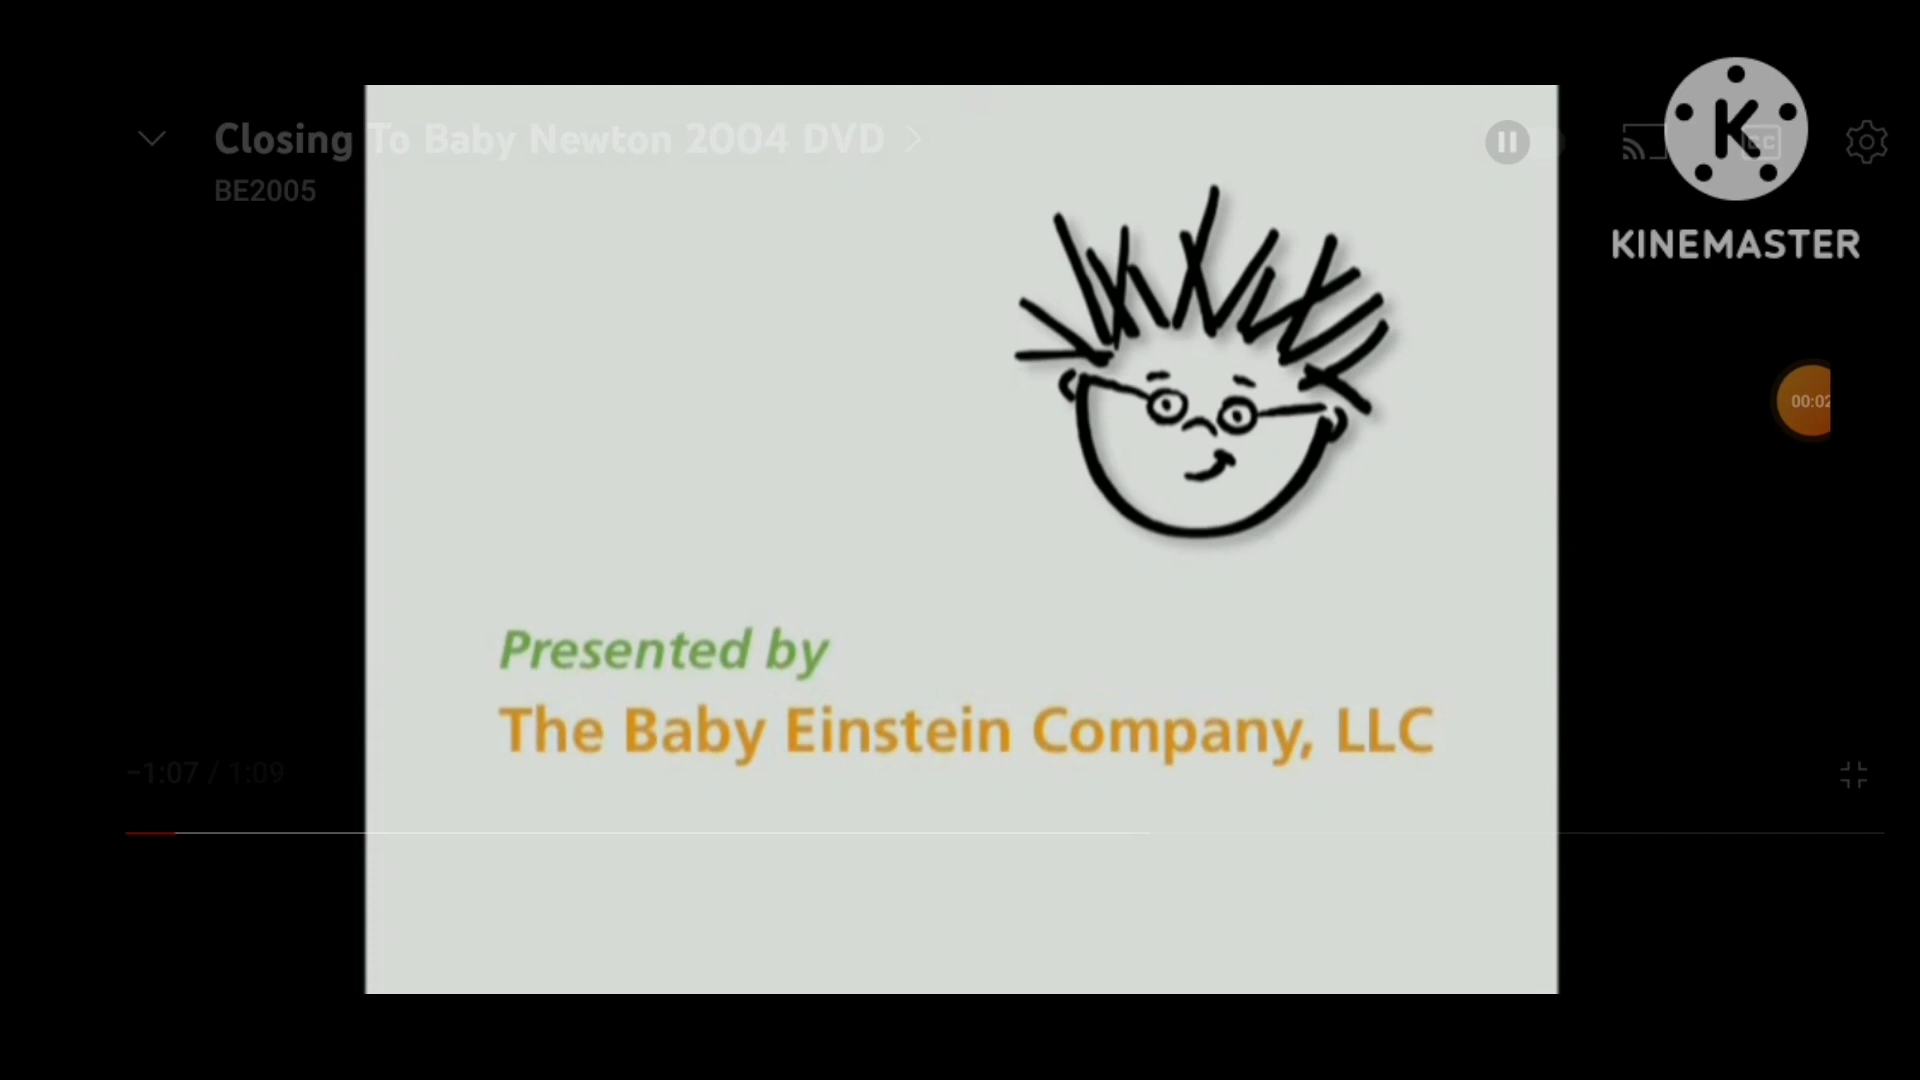 Closing To Baby Newton 2004 DVD
BE2005
CC
K
KINEMASTER
00:02
Presented by
The Baby Einstein Company, LLC
-1:07 / 1:09